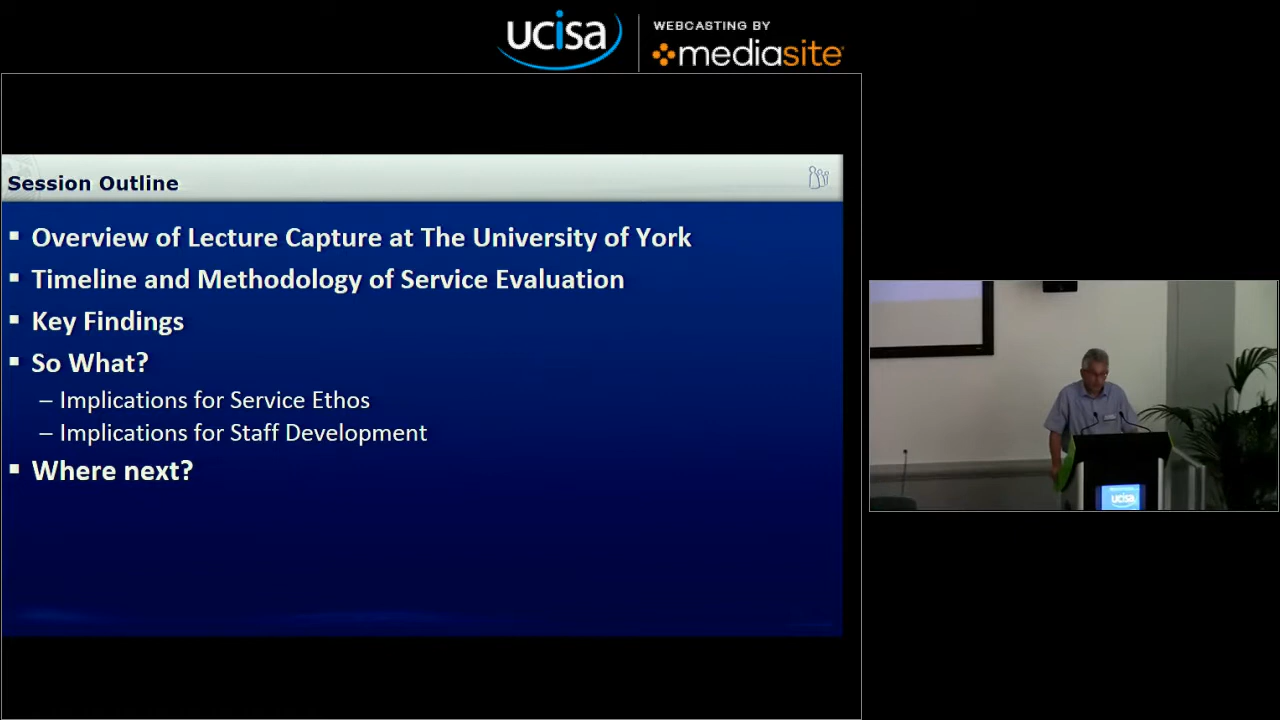 ucisa
WEBCASTING BY
mediasite
Session Outline
▪ Overview of Lecture Capture at The University of York
▪ Timeline and Methodology of Service Evaluation
▪ Key Findings
▪ So What?
– Implications for Service Ethos
– Implications for Staff Development
▪ Where next?
ucisa